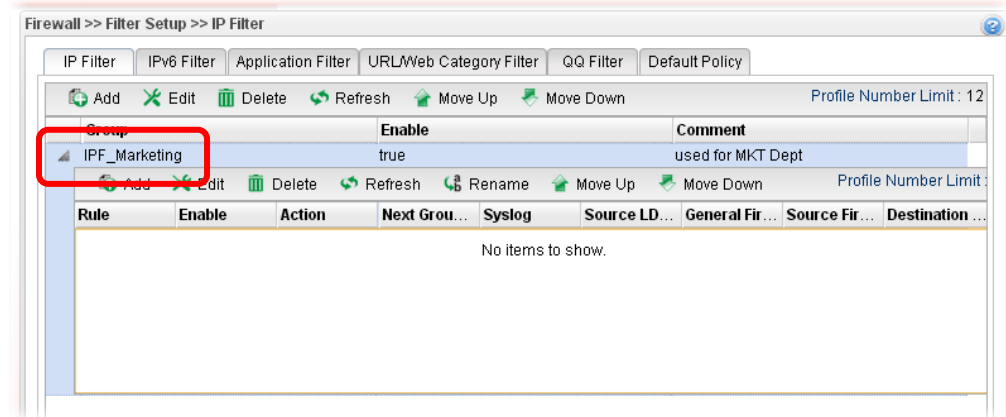 Firewall >> Filter Setup >> IP Filter
IP Filter IPv6 Filter Application Filter URL/Web Category Filter QQ Filter Default Policy
Add Edit Delete Refresh Move Up Move Down Profile Number Limit : 12
Group Enable Comment
IPF_Marketing true used for MKT Dept
Add Edit Delete Refresh Rename Move Up Move Down Profile Number Limit :
Rule Enable Action Next Grou... Syslog Source LD... General Fir... Source Fir... Destination ...
No items to show.